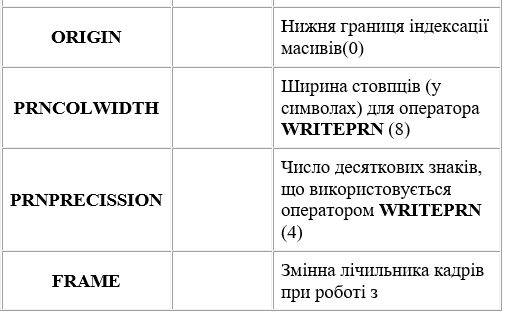 ORIGIN
Нижня границя індексації
масивів(0)
PRNCOLWIDTH
Ширина стовпців (у
символах) для оператора
WRITEPRN (8)
PRNPRECISSION
Число десяткових знаків,
що використовується
оператором WRITEPRN
(4)
FRAME
Змінна лічильника кадрів
при роботі з